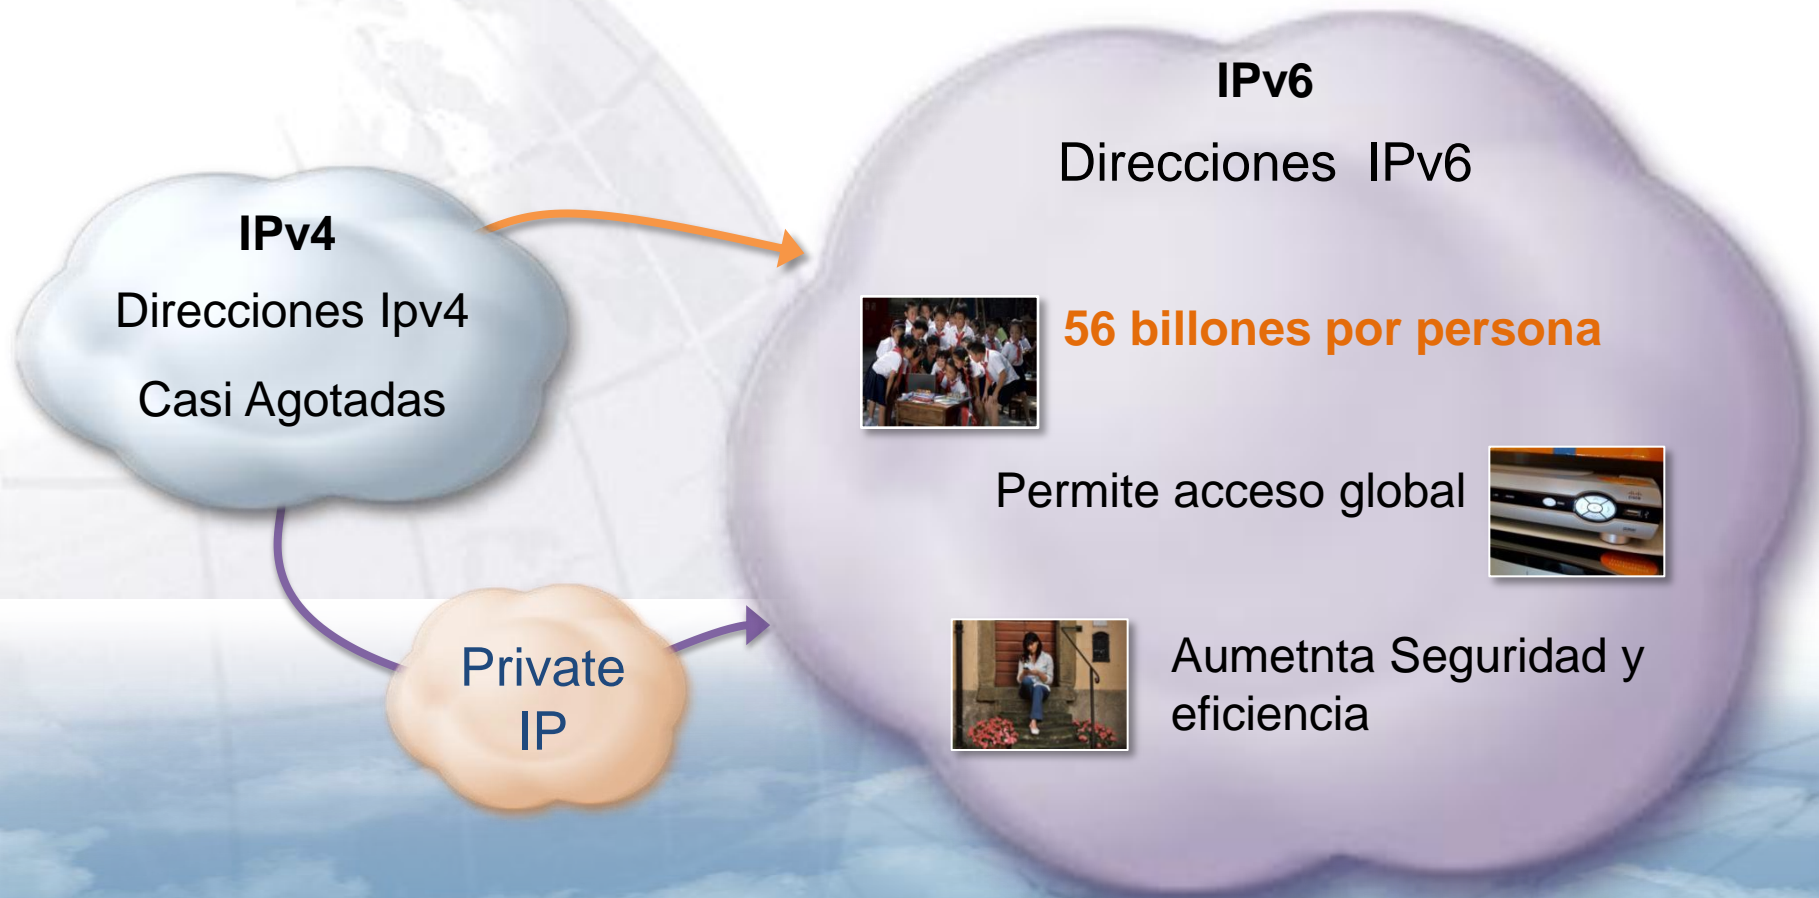 IPv4
Direcciones Ipv4
Casi Agotadas
Private
IP
IPv6
Direcciones IPv6
56 billones por persona
Permite acceso global
Aumetnta Seguridad y
eficiencia